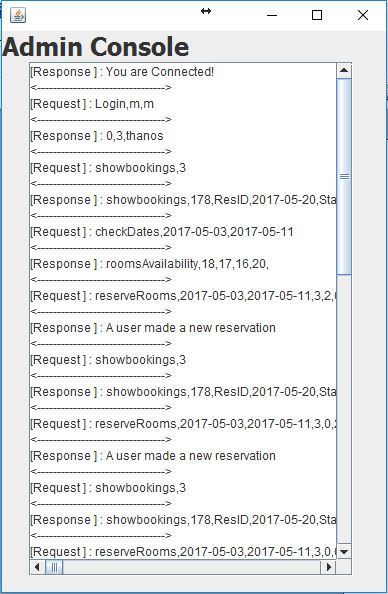 Admin Console
[Response ] : You are Connected!
<-------------------------------->
[Request ] : Login,m,m
<-------------------------------->
[Response ] : 0,3,thanos
<-------------------------------->
[Request ] : showbookings,3
<-------------------------------->
[Response ] : showbookings,178,ResID,2017-05-20,Sta
<-------------------------------->
[Request ] : checkDates,2017-05-03,2017-05-11
<-------------------------------->
[Response ] : roomsAvailability,18,17,16,20,
<-------------------------------->
[Request ] : reserveRooms,2017-05-03,2017-05-11,3,2,
<-------------------------------->
[Response ] : A user made a new reservation
<-------------------------------->
[Request ] : showbookings,3
<-------------------------------->
[Response ] : showbookings,178,ResID,2017-05-20,Sta
<-------------------------------->
[Request ] : reserveRooms,2017-05-03,2017-05-11,3,0,
<-------------------------------->
[Response ] : A user made a new reservation
<-------------------------------->
[Request ] : showbookings,3
<-------------------------------->
[Response ] : showbookings,178,ResID,2017-05-20,Sta
<-------------------------------->
[Request ] : reserveRooms,2017-05-03,2017-05-11,3,0,